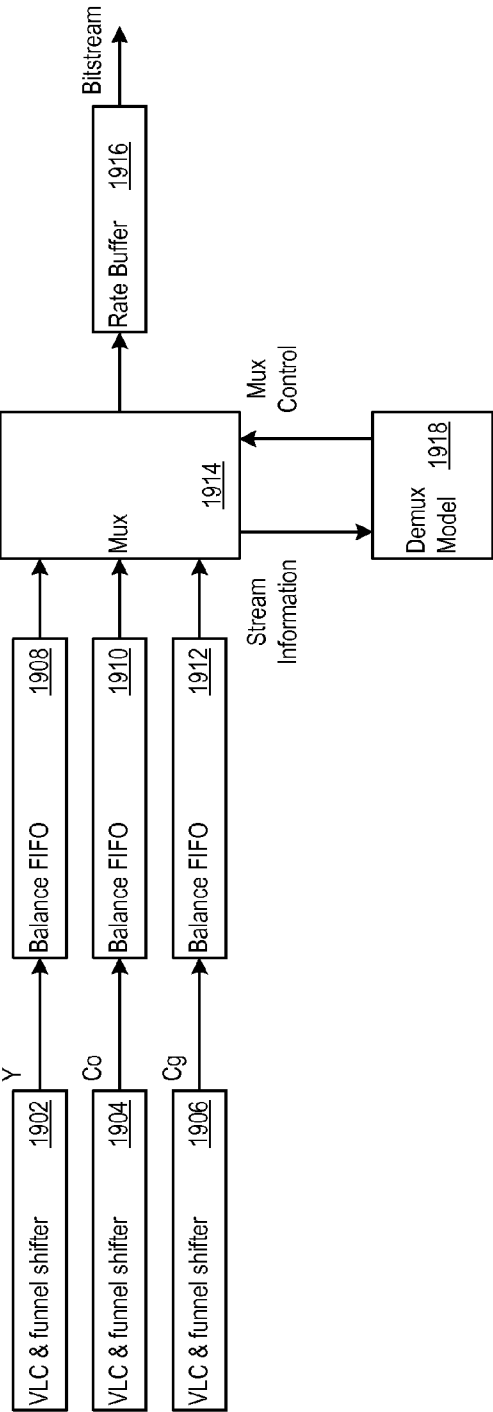 VLC & funnel shifter 1902
Y
Balance FIFO 1908
VLC & funnel shifter 1904
Co
Balance FIFO 1910
VLC & funnel shifter 1906
Cg
Balance FIFO 1912
Mux
1914
Rate Buffer 1916
Bitstream
Stream
Information
Mux
Control
Demux
Model
1918